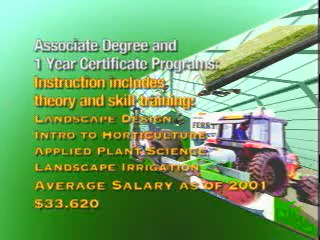 Associate Degree and
1 Year Certificate Programs:
Instruction includes
theory and skill training:
LANDSCAPE DESIGN
INTRO TO HORTICULTURE
APPLIED PLANT SCIENCE
LANDSCAPE IRRIGATION
AVERAGE SALARY AS OF 2001
$33.620